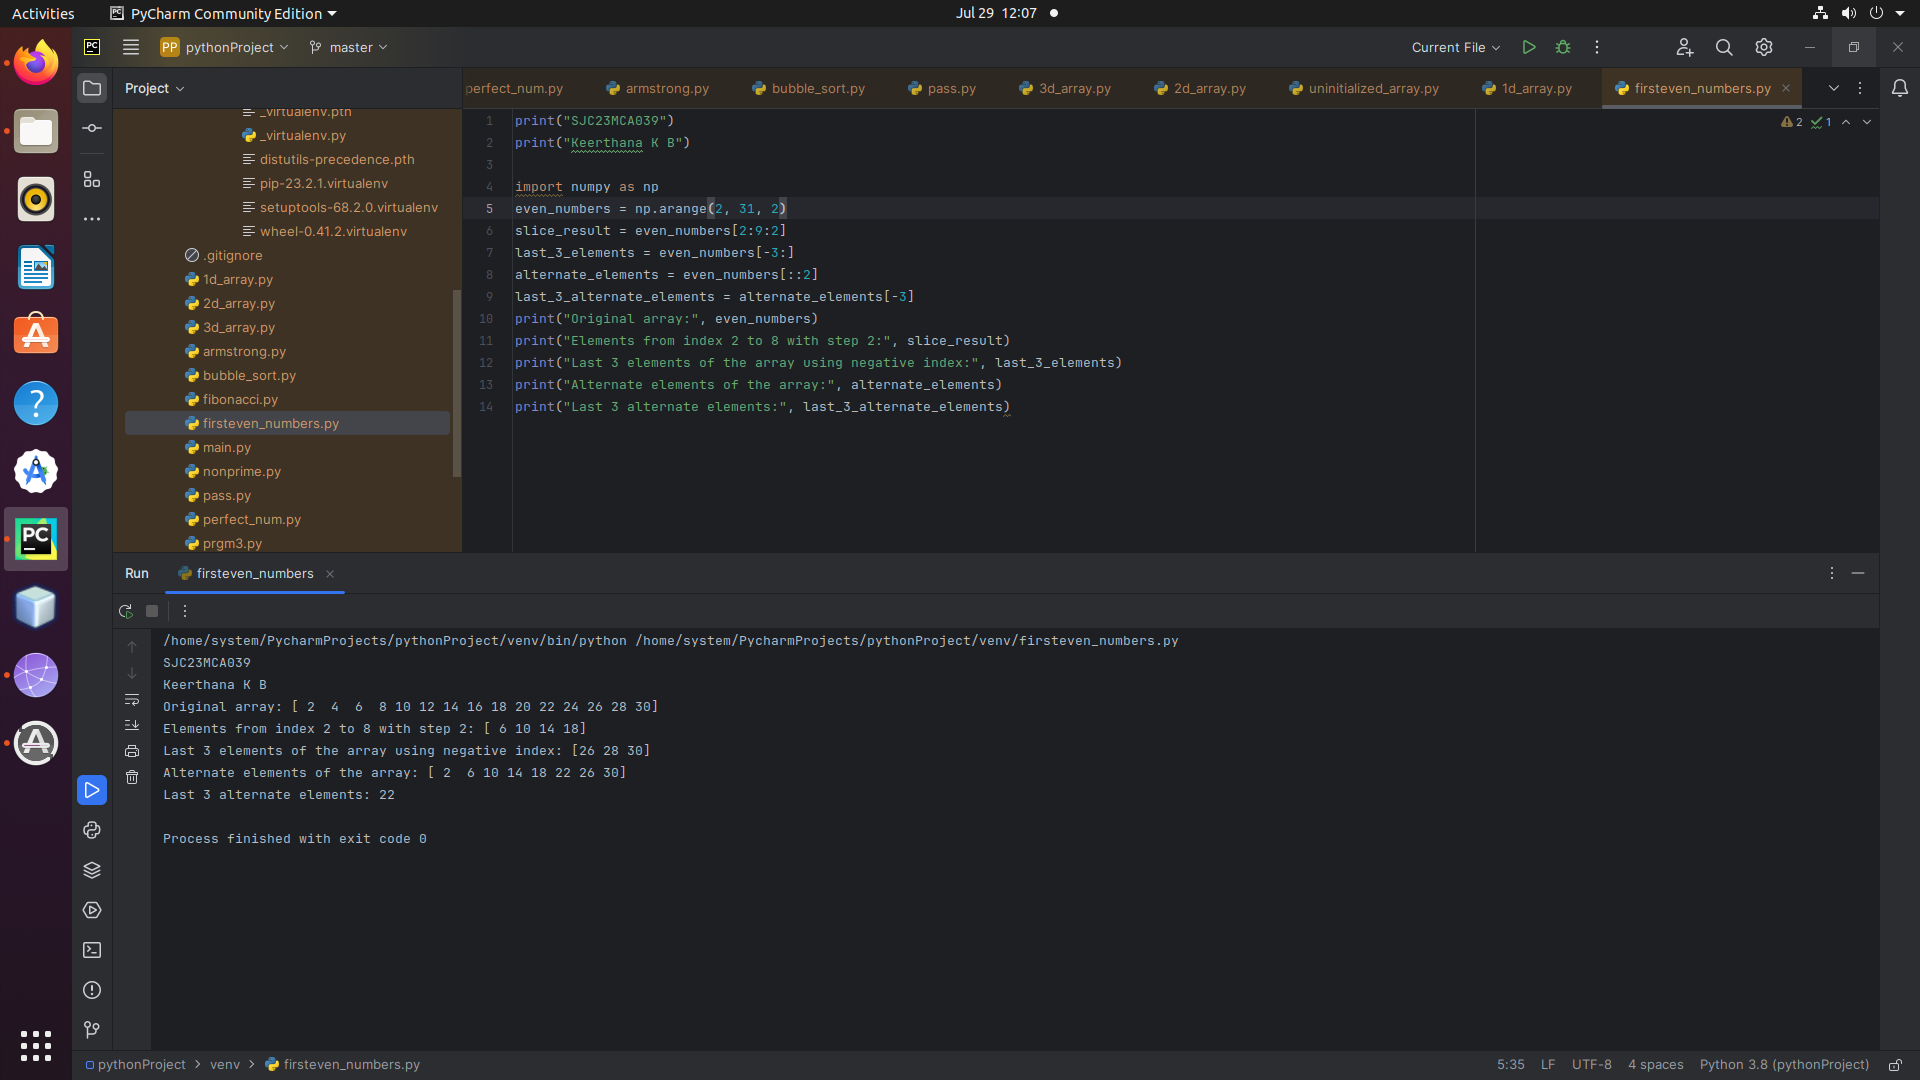 Activities PyCharm Community Edition Jul 29 12:07
PC PP pythonProject master Current File
Project perfect_num.py armstrong.py bubble_sort.py pass.py 3d_array.py 2d_array.py uninitialized_array.py 1d_array.py firsteven_numbers.py
_virtualenv.pth
_virtualenv.py
distutils-precedence.pth
pip-23.2.1.virtualenv
setuptools-68.2.0.virtualenv
wheel-0.41.2.virtualenv
.gitignore
1d_array.py
2d_array.py
3d_array.py
armstrong.py
bubble_sort.py
fibonacci.py
firsteven_numbers.py
main.py
nonprime.py
pass.py
perfect_num.py
prgm3.py
2 1
1 print("SJC23MCA039")
2 print("Keerthana K B")
3
4 import numpy as np
5 even_numbers = np.arange(2, 31, 2)
6 slice_result = even_numbers[2:9:2]
7 last_3_elements = even_numbers[-3:]
8 alternate_elements = even_numbers[::2]
9 last_3_alternate_elements = alternate_elements[-3]
10 print("Original array:", even_numbers)
11 print("Elements from index 2 to 8 with step 2:", slice_result)
12 print("Last 3 elements of the array using negative index:", last_3_elements)
13 print("Alternate elements of the array:", alternate_elements)
14 print("Last 3 alternate elements:", last_3_alternate_elements)
PC
Run firsteven_numbers
/home/system/PycharmProjects/pythonProject/venv/bin/python /home/system/PycharmProjects/pythonProject/venv/firsteven_numbers.py
SJC23MCA039
Keerthana K B
Original array: [ 2  4  6  8 10 12 14 16 18 20 22 24 26 28 30]
Elements from index 2 to 8 with step 2: [ 6 10 14 18]
Last 3 elements of the array using negative index: [26 28 30]
Alternate elements of the array: [ 2  6 10 14 18 22 26 30]
Last 3 alternate elements: 22
Process finished with exit code 0
pythonProject > venv > firsteven_numbers.py 5:35 LF UTF-8 4 spaces Python 3.8 (pythonProject)